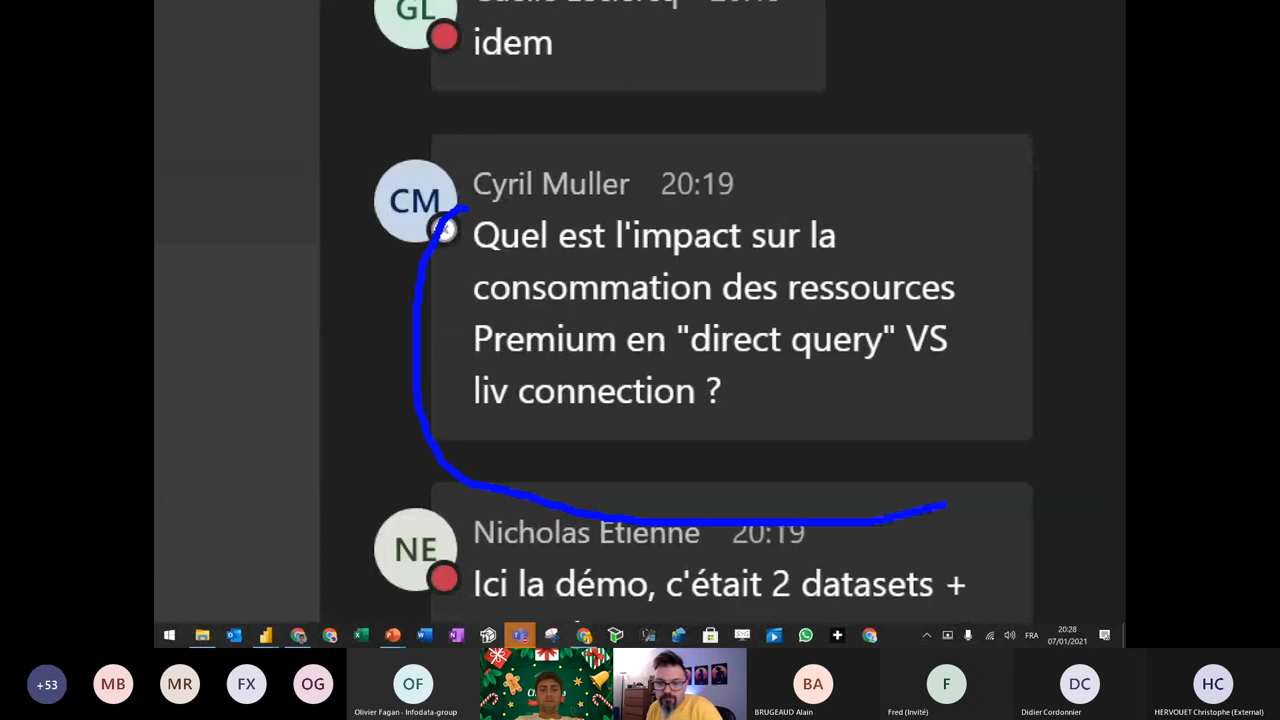 GL
idem
CM
Cyril Muller 20:19
Quel est l'impact sur la
consommation des ressources
Premium en "direct query" VS
liv connection ?
NE
Nicholas Etienne 20:19
Ici la démo, c'était 2 datasets +
FRA
20:28
07/01/2021
+53
MB
MR
FX
OG
OF
Olivier Fagan - Infodata-group
BA
BRUGEAUD Alain
F
Fred (Invité)
DC
Didier Cordonnier
HC
HERVOUET Christophe (External)